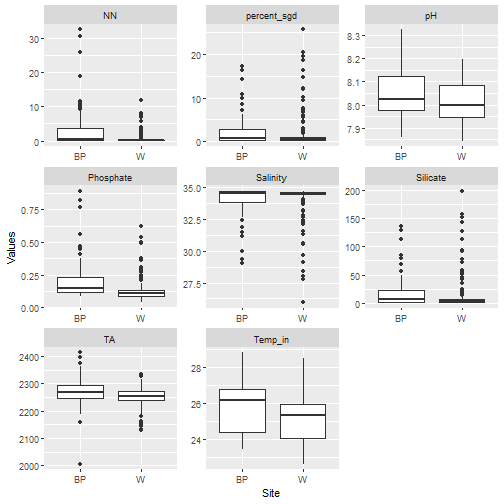 NN percent_sgd pH
30
20
10
0
BP W
20
10
0
BP W
8.3
8.2
8.1
8.0
7.9
BP W
Phosphate Salinity Silicate
0.75
0.50
0.25
0.00
BP W
35.0
32.5
30.0
27.5
BP W
200
150
100
50
0
BP W
TA Temp_in
2400
2300
2200
2100
2000
BP W
28
26
24
BP W
Values
Site